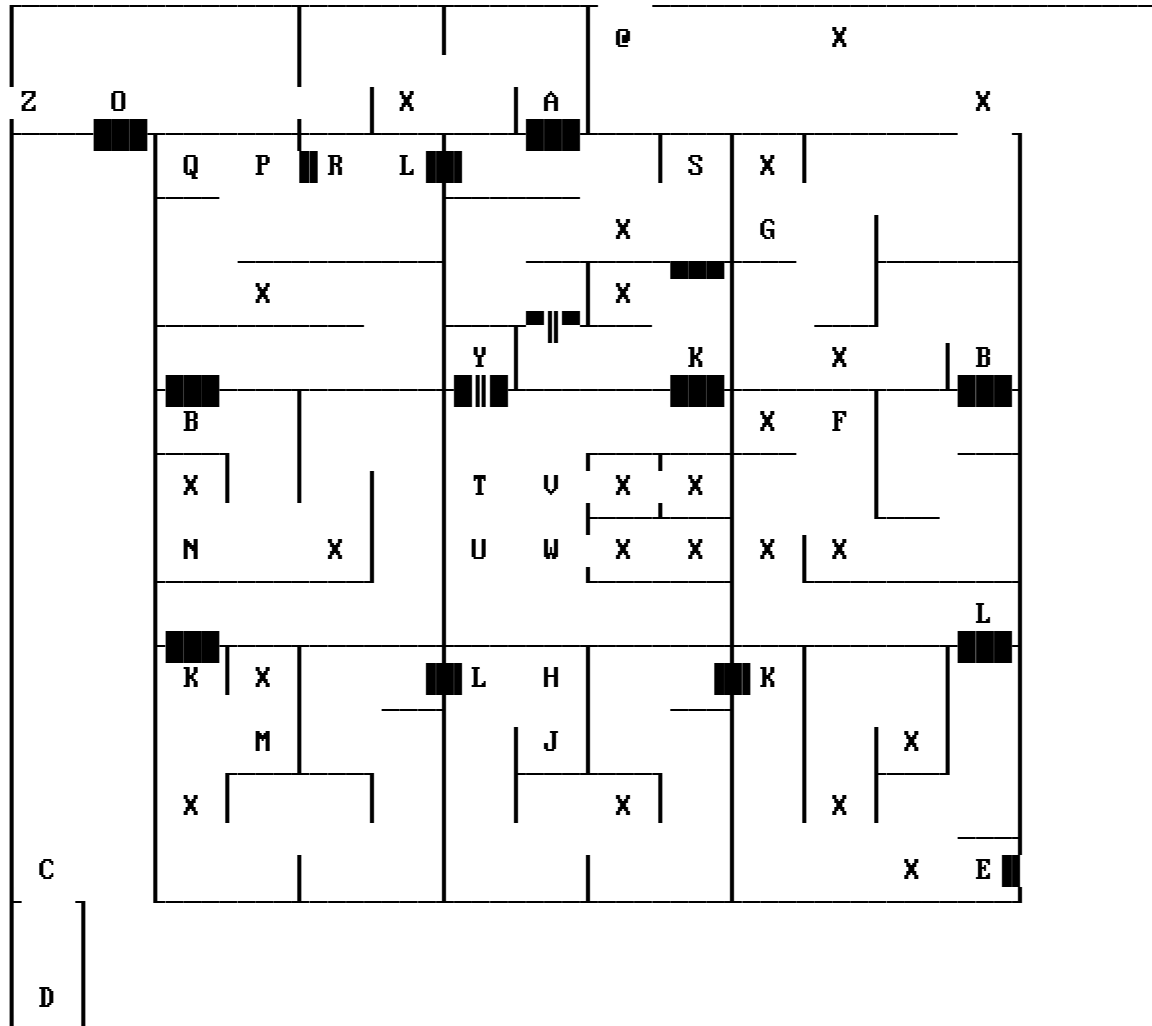 @ X
Z O X A X
Q P R L S X
X G
X X
Y K X B
B X F
X T V X X
N X U W X X X X
L
K X L H K
M J X
X X X
C X E
D